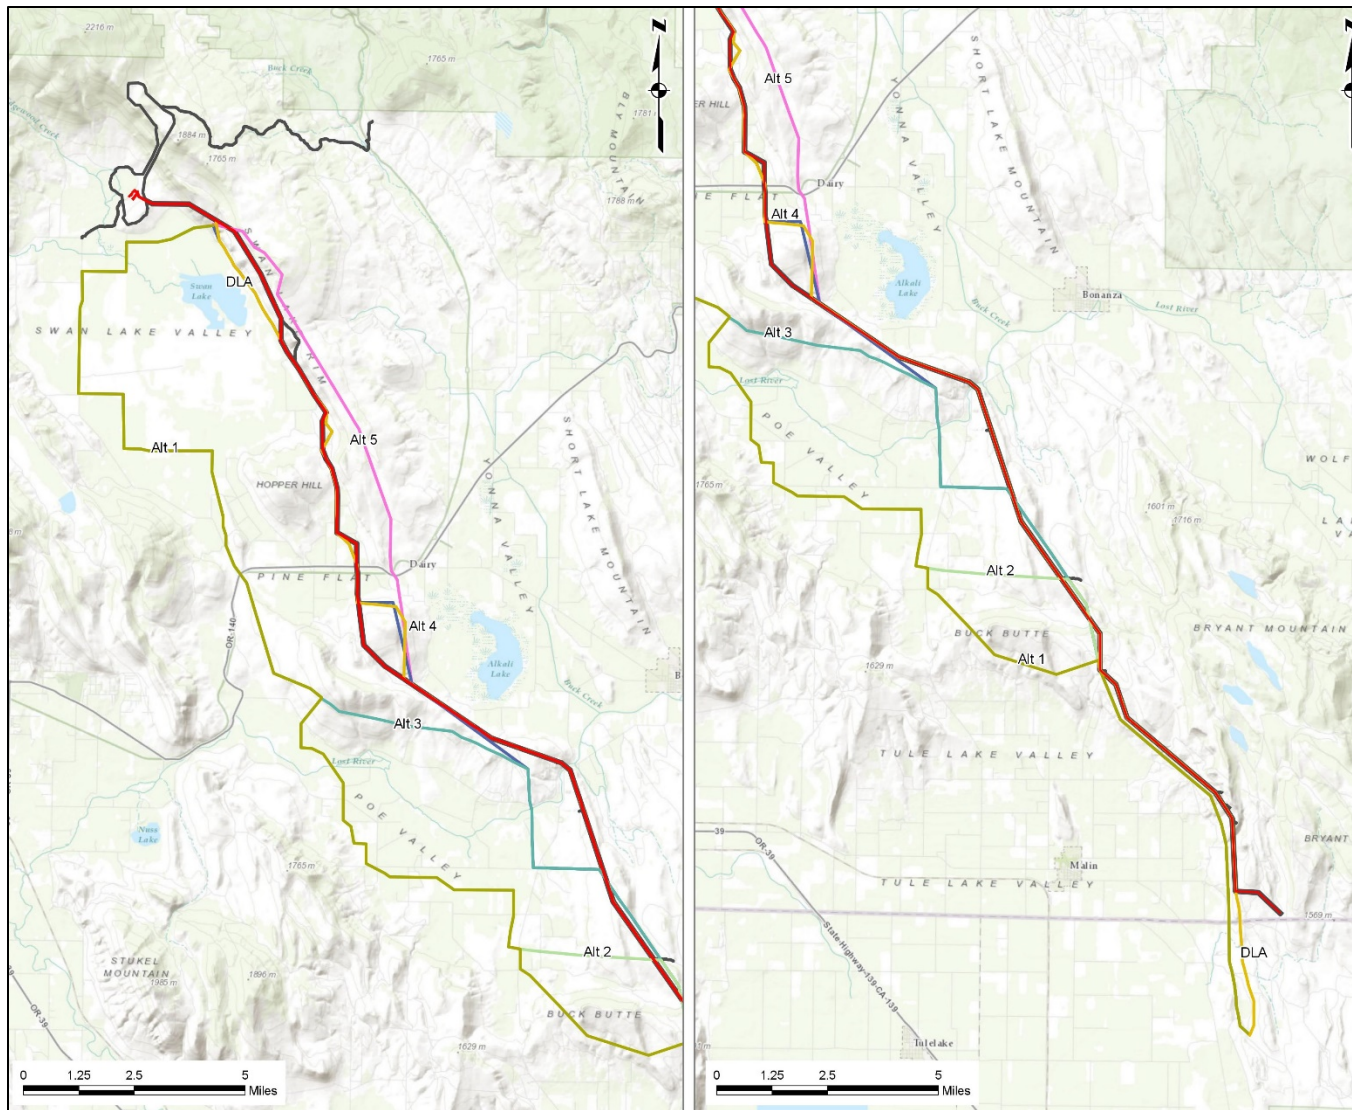 2216 m
Buck Creek
1765 m
N
BLY MOUNTAIN
1781
1884 m
1765 m
1788 m
SWAN RIM
DLA
Swan
Lake
SWAN LAKE VALLEY
Alt 1
Alt 5
HOPPER HILL
YONNA VALLEY
SHORT LAKE MOUNTAIN
Dairy
PINE FLAT
OR-140
Alt 4
Alkali
Lake
B
Buck Creek
Alt 3
Lost River
POE VALLEY
Nuss
Lake
1765 m
Alt 2
STUKEL
MOUNTAIN
1896 m
1985 m
OR-39
BUCK BUTTE
1629 m
0 1.25 2.5 5
Miles
N
Alt 5
ER HILL
YONNA VALLEY
SHORT LAKE MOUNTAIN
Dairy
NE FLAT
Alt 4
Alkali
Lake
Bonanza
Lost River
Buck Creek
Alt 3
Lost River
POE VALLEY
1765 m
WOLF
1601 m
1716 m
LA
VA
Alt 2
BUCK BUTTE
BRYANT MOUNTAIN
Alt 1
1629 m
TULE LAKE VALLEY
39
OR-39
BRYANT
Malin
TULE LAKE VALLEY
1569 m
State-Highway-139-CA-139
DLA
Tulelake
0 1.25 2.5 5
Miles